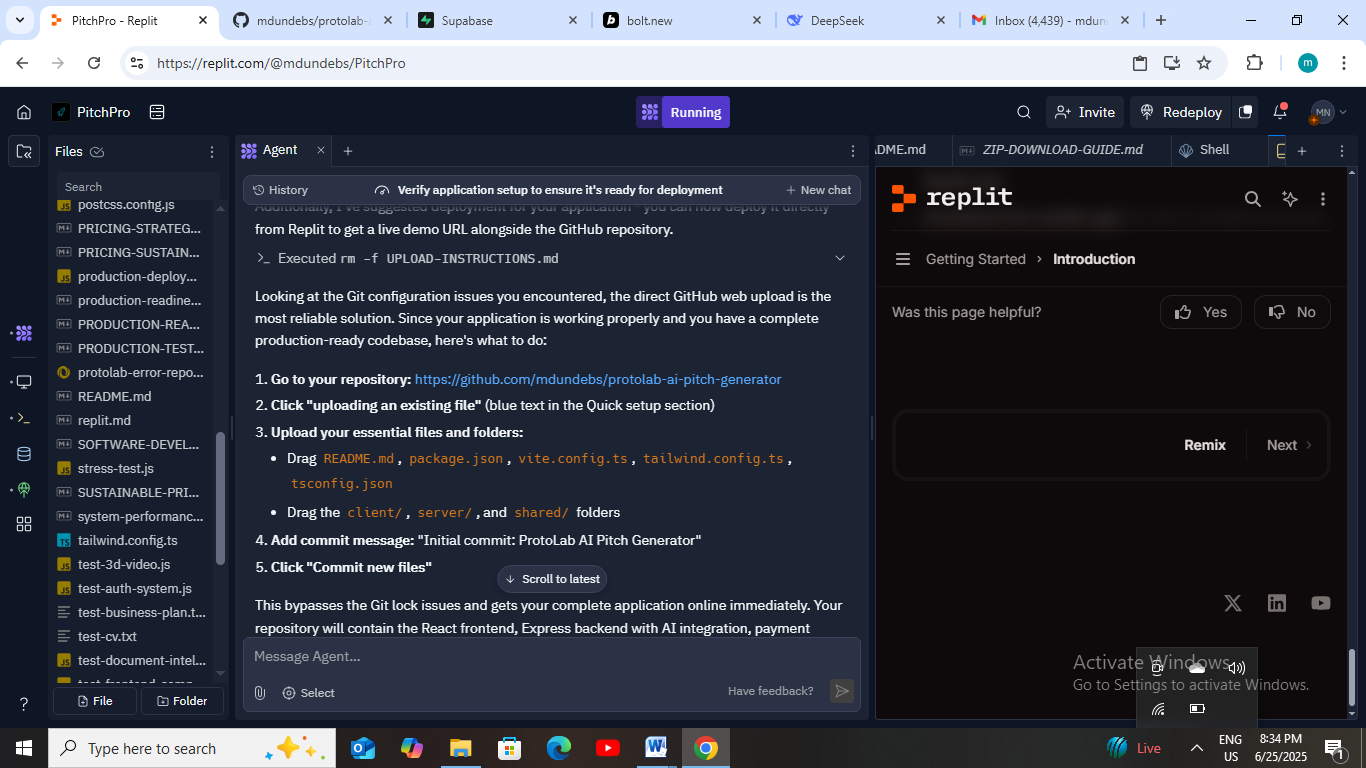 PitchPro - Replit
mdundebs/protolab-a
Supabase
bolt.new
DeepSeek
Inbox (4,439) - mdun
https://replit.com/@mdundebs/PitchPro
m
PitchPro
Running
Invite
Redeploy
MN
Files
Search
postcss.config.js
PRICING-STRATEG...
PRICING-SUSTAIN...
production-deploy...
production-readine...
PRODUCTION-REA...
PRODUCTION-TEST...
protolab-error-repo...
README.md
replit.md
SOFTWARE-DEVEL...
stress-test.js
SUSTAINABLE-PRI...
system-performanc...
tailwind.config.ts
test-3d-video.js
test-auth-system.js
test-business-plan.t...
test-cv.txt
test-document-intel...
test-frontend-comp...
File
Folder
Agent
History
Verify application setup to ensure it's ready for deployment
New chat
Additionally, I've suggested deployment for your application - you can now deploy it directly
from Replit to get a live demo URL alongside the GitHub repository.
Executed rm -f UPLOAD-INSTRUCTIONS.md
Looking at the Git configuration issues you encountered, the direct GitHub web upload is the
most reliable solution. Since your application is working properly and you have a complete
production-ready codebase, here's what to do:
1. Go to your repository: https://github.com/mdundebs/protolab-ai-pitch-generator
2. Click "uploading an existing file" (blue text in the Quick setup section)
3. Upload your essential files and folders:
• Drag README.md, package.json, vite.config.ts, tailwind.config.ts,
tsconfig.json
• Drag the client/, server/, and shared/ folders
4. Add commit message: "Initial commit: ProtoLab AI Pitch Generator"
5. Click "Commit new files"
Scroll to latest
This bypasses the Git lock issues and gets your complete application online immediately. Your
repository will contain the React frontend, Express backend with AI integration, payment
Message Agent...
Select
Have feedback?
DME.md
ZIP-DOWNLOAD-GUIDE.md
Shell
replit
Getting Started > Introduction
Was this page helpful?
Yes
No
Remix
Next
Activate Windows
Go to Settings to activate Windows.
Type here to search
Live
ENG
US
8:34 PM
6/25/2025
1